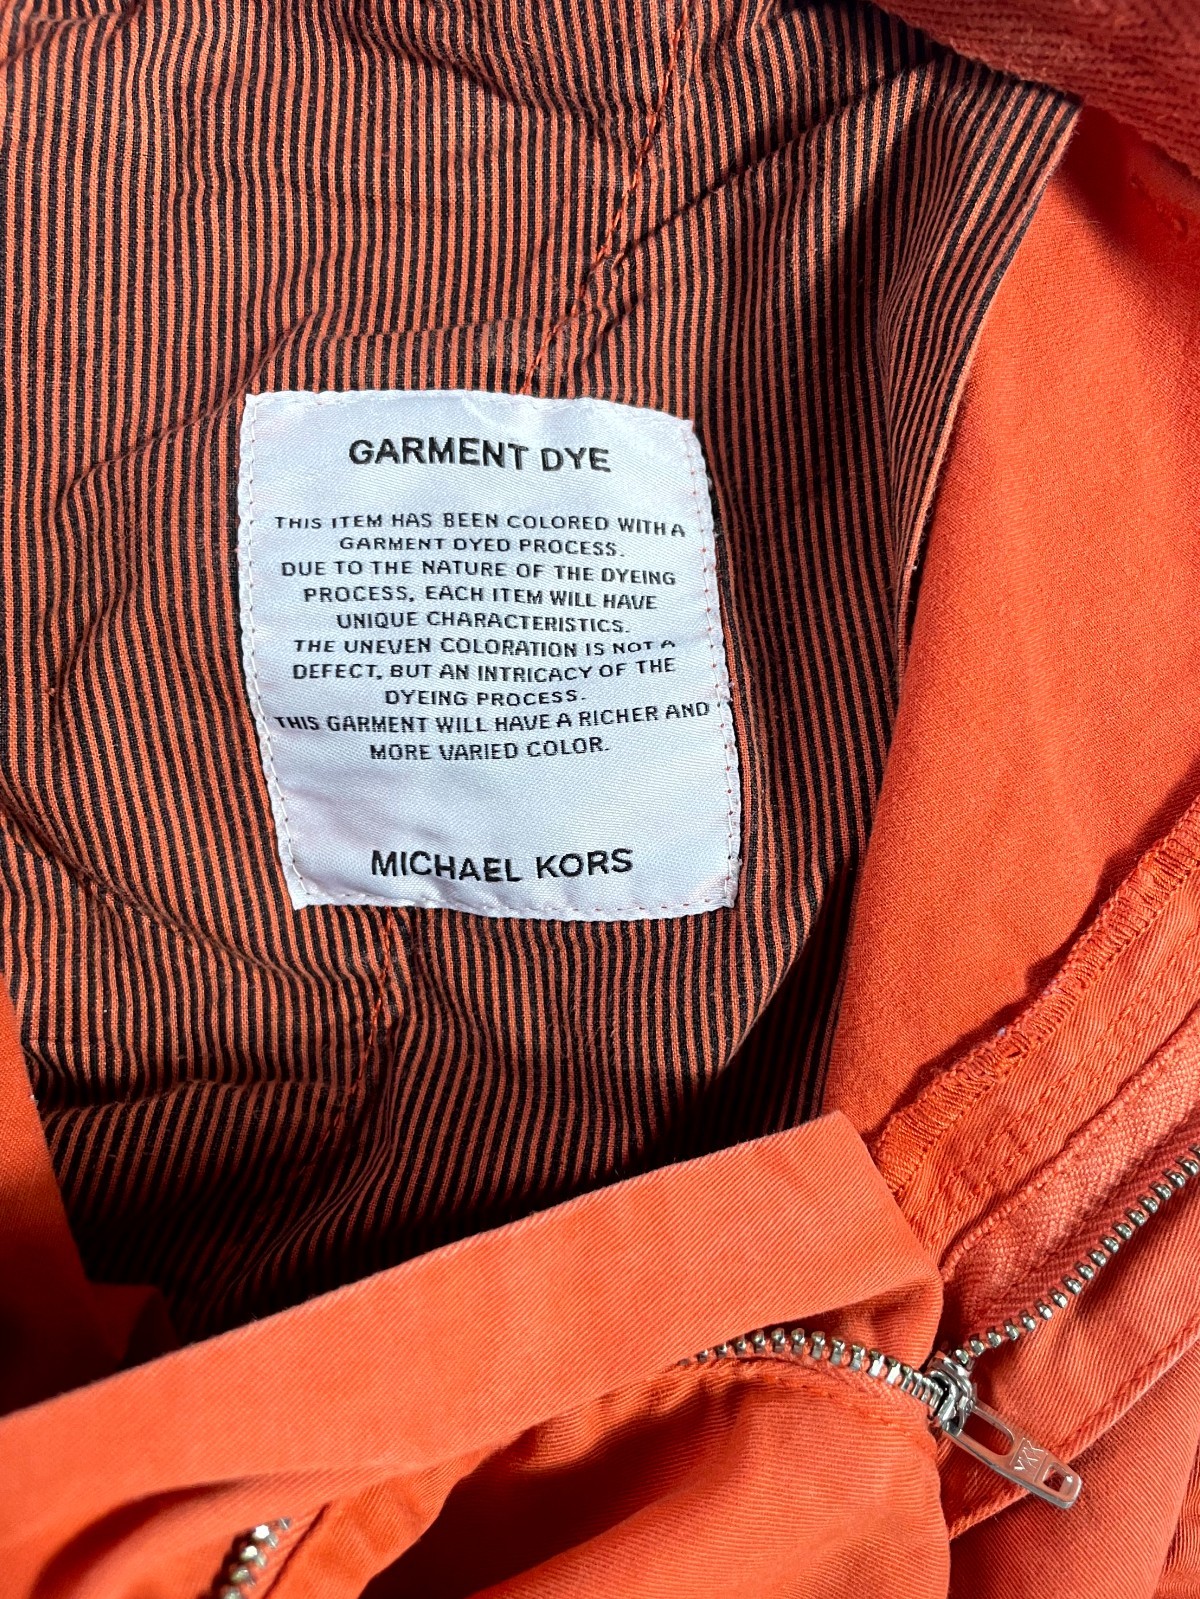 GARMENT DYE
THIS ITEM HAS BEEN COLORED WITH A
GARMENT DYED PROCESS.
DUE TO THE NATURE OF THE DYEING
PROCESS, EACH ITEM WILL HAVE
UNIQUE CHARACTERISTICS.
THE UNEVEN COLORATION IS NOT A
DEFECT, BUT AN INTRICACY OF THE
DYEING PROCESS.
THIS GARMENT WILL HAVE A RICHER AND
MORE VARIED COLOR.
MICHAEL KORS